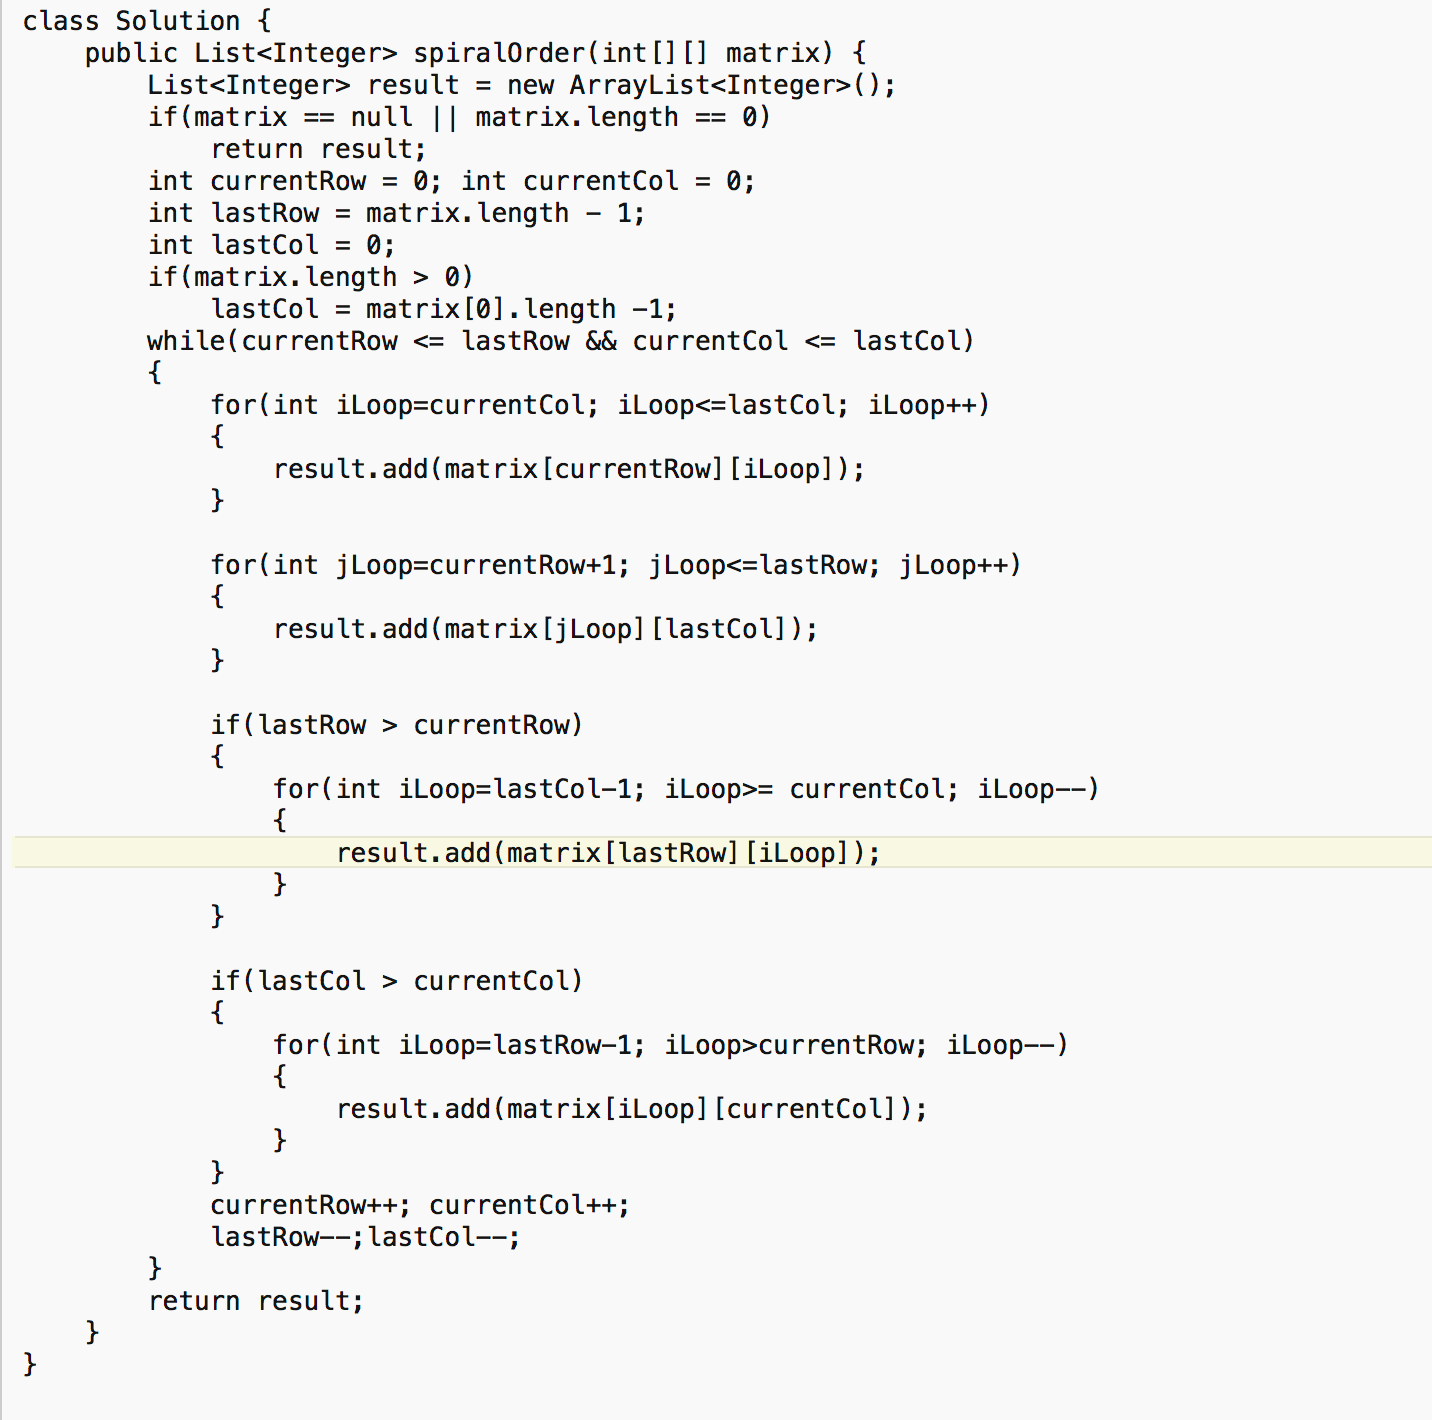 class Solution {
    public List<Integer> spiralOrder(int[][] matrix) {
        List<Integer> result = new ArrayList<Integer>();
        if(matrix == null || matrix.length == 0)
            return result;
        int currentRow = 0; int currentCol = 0;
        int lastRow = matrix.length - 1;
        int lastCol = 0;
        if(matrix.length > 0)
            lastCol = matrix[0].length -1;
        while(currentRow <= lastRow && currentCol <= lastCol)
        {
            for(int iLoop=currentCol; iLoop<=lastCol; iLoop++)
            {
                result.add(matrix[currentRow][iLoop]);
            }

            for(int jLoop=currentRow+1; jLoop<=lastRow; jLoop++)
            {
                result.add(matrix[jLoop][lastCol]);
            }

            if(lastRow > currentRow)
            {
                for(int iLoop=lastCol-1; iLoop>= currentCol; iLoop--)
                {
                    result.add(matrix[lastRow][iLoop]);
                }
            }

            if(lastCol > currentCol)
            {
                for(int iLoop=lastRow-1; iLoop>currentRow; iLoop--)
                {
                    result.add(matrix[iLoop][currentCol]);
                }
            }
            currentRow++; currentCol++;
            lastRow--;lastCol--;
        }
        return result;
    }
}